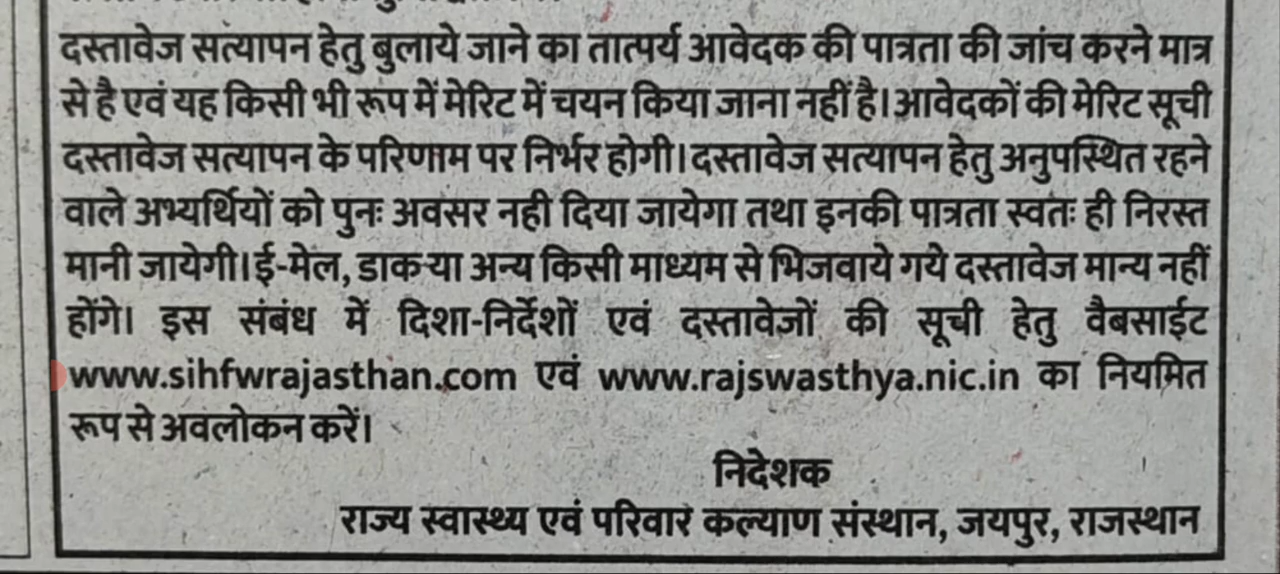 दस्तावेज सत्यापन हेतु बुलाये जाने का तात्पर्य आवेदक की पात्रता की जांच करने मात्र
से है एवं यह किसी भी रूप में मेरिट में चयन किया जाना नहीं है। आवेदकों की मेरिट सूची
दस्तावेज सत्यापन के परिणाम पर निर्भर होगी। दस्तावेज सत्यापन हेतु अनुपस्थित रहने
वाले अभ्यर्थियों को पुनः अवसर नही दिया जायेगा तथा इनकी पात्रता स्वतः ही निरस्त
मानी जायेगी। ई-मेल, डाक या अन्य किसी माध्यम से भिजवाये गये दस्तावेज मान्य नहीं
होंगे। इस संबंध में दिशा-निर्देशों एवं दस्तावेजों की सूची हेतु वैबसाईट
www.sihfwrajasthan.com एवं www.rajswasthya.nic.in का नियमित
रूप से अवलोकन करें।
निदेशक
राज्य स्वास्थ्य एवं परिवार कल्याण संस्थान, जयपुर, राजस्थान